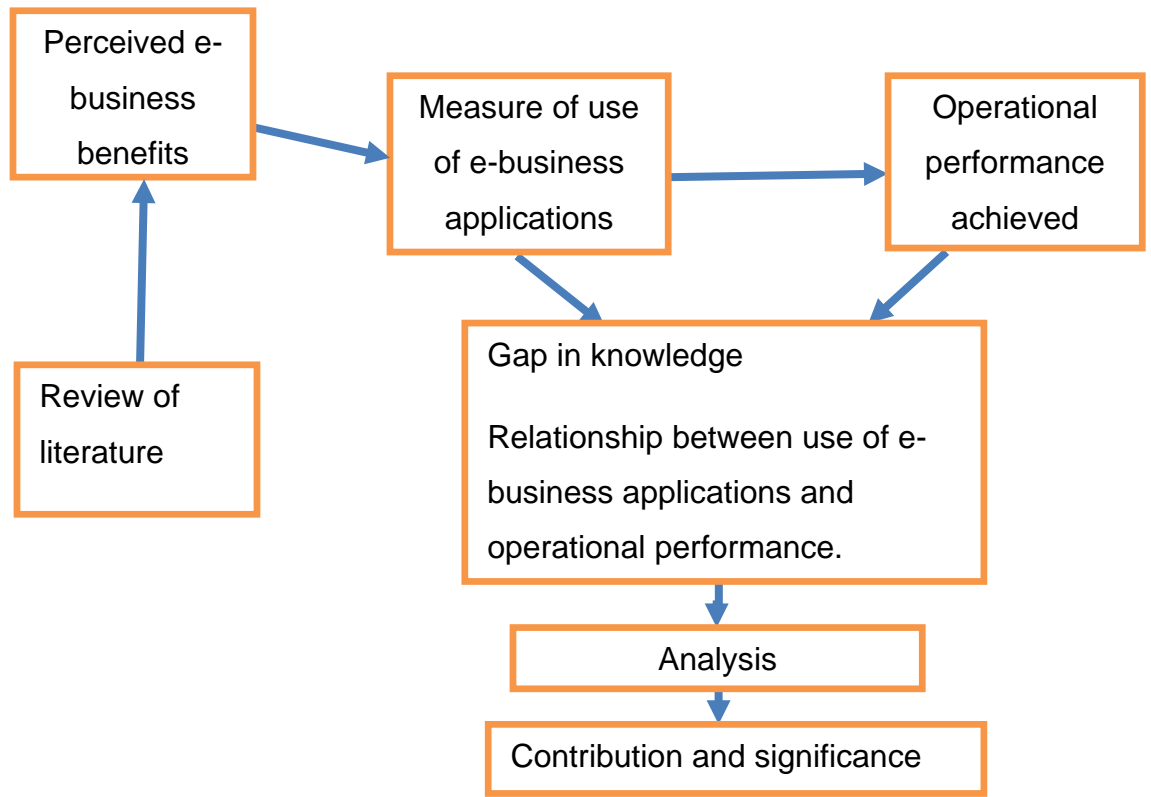 Perceived e-
business
benefits
Measure of use
of e-business
applications
Operational
performance
achieved
Review of
literature
Gap in knowledge
Relationship between use of e-
business applications and
operational performance.
Analysis
Contribution and significance